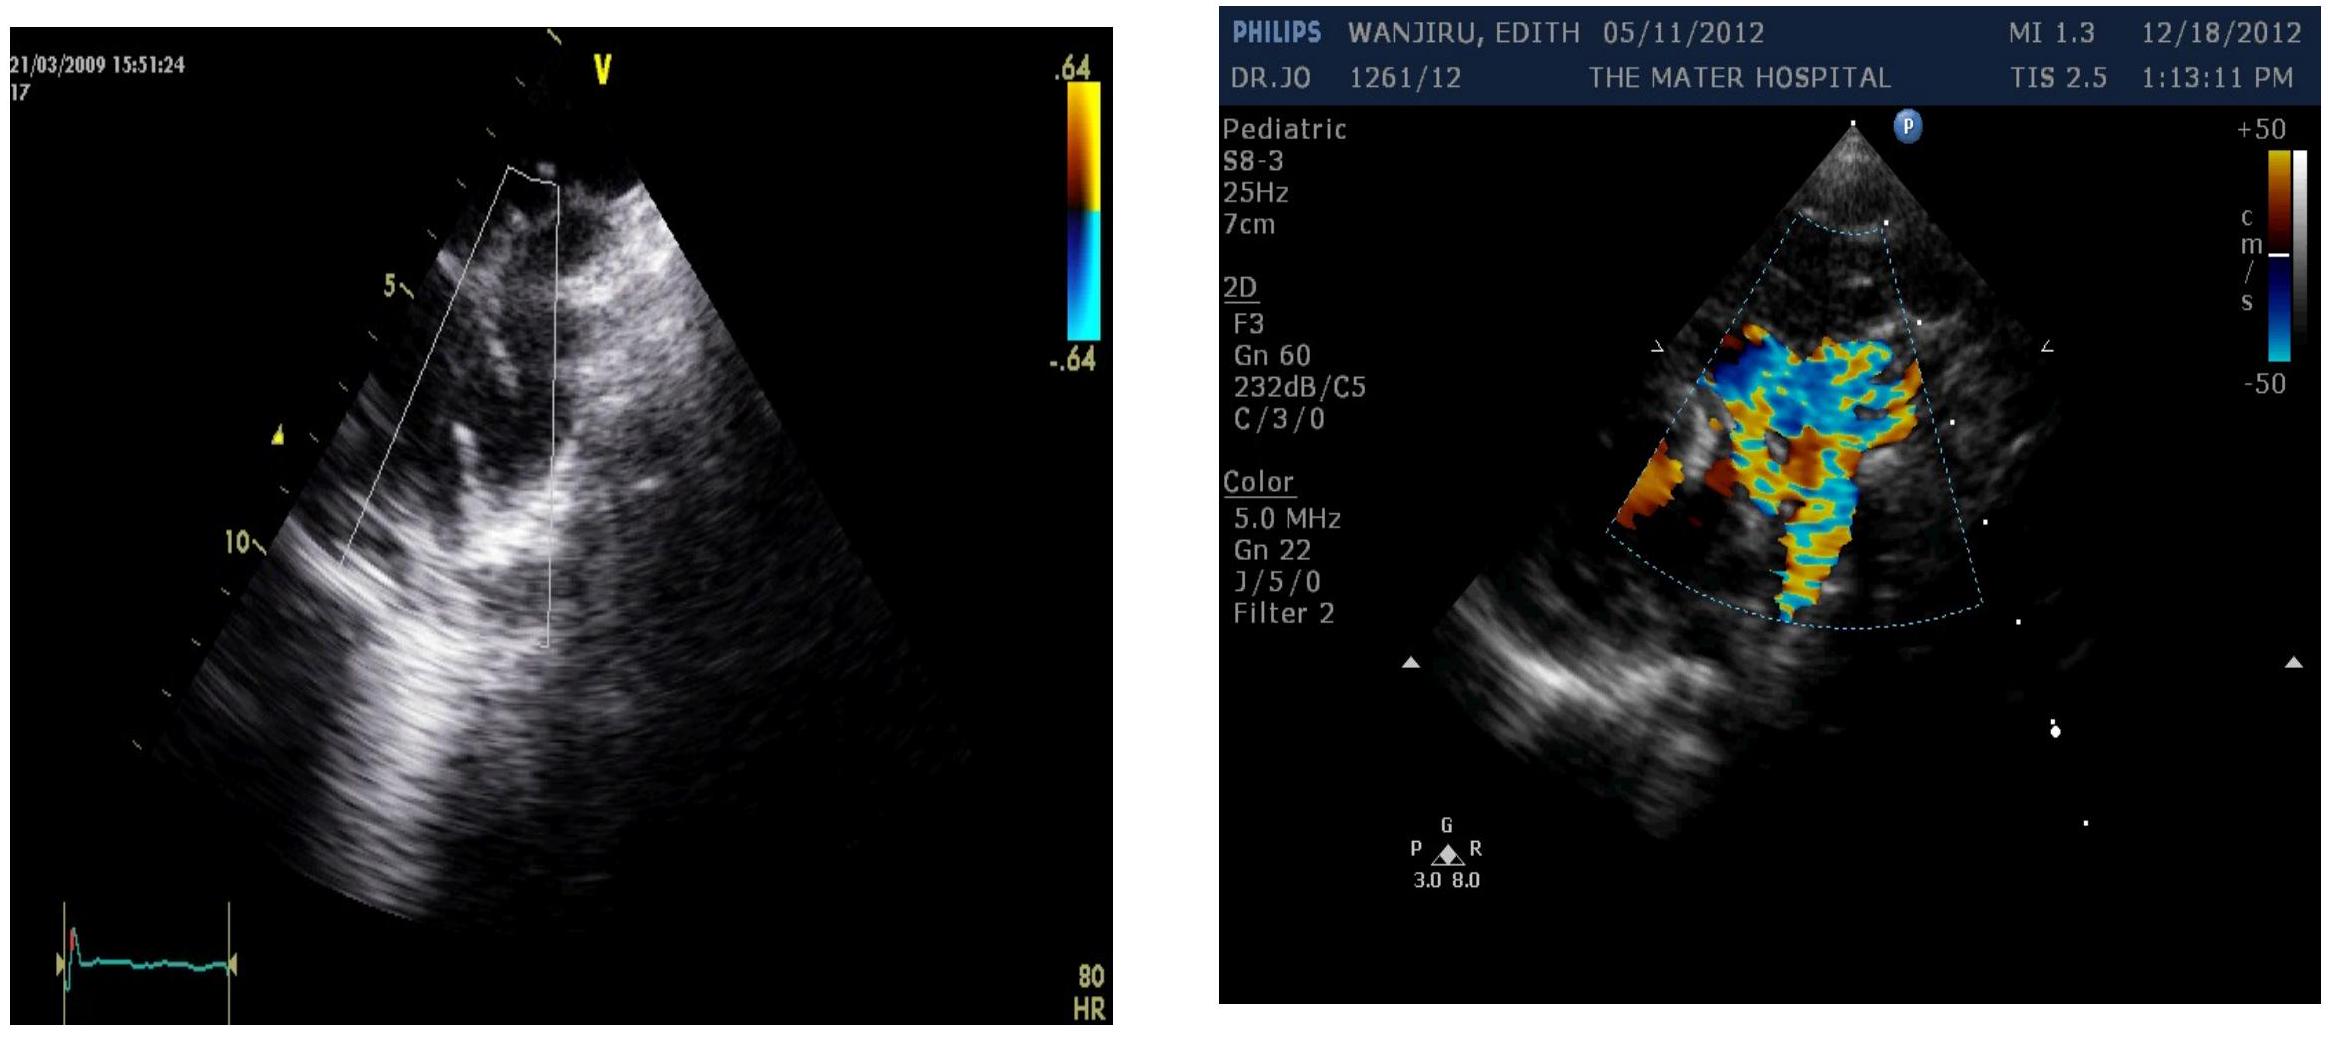 21/03/2009 15:51:24
17
V
.64
-.64
5
10
80
HR
PHILIPS WANJIRU, EDITH 05/11/2012 MI 1.3 12/18/2012
DR.JO 1261/12 THE MATER HOSPITAL TIS 2.5 1:13:11 PM
Pediatric
S8-3
25Hz
7cm
2D
F3
Gn 60
232dB/C5
C/3/0
Color
5.0 MHz
Gn 22
J/5/0
Filter 2
P
+50
c
m
/
s
-50
G
P R
3.0 8.0